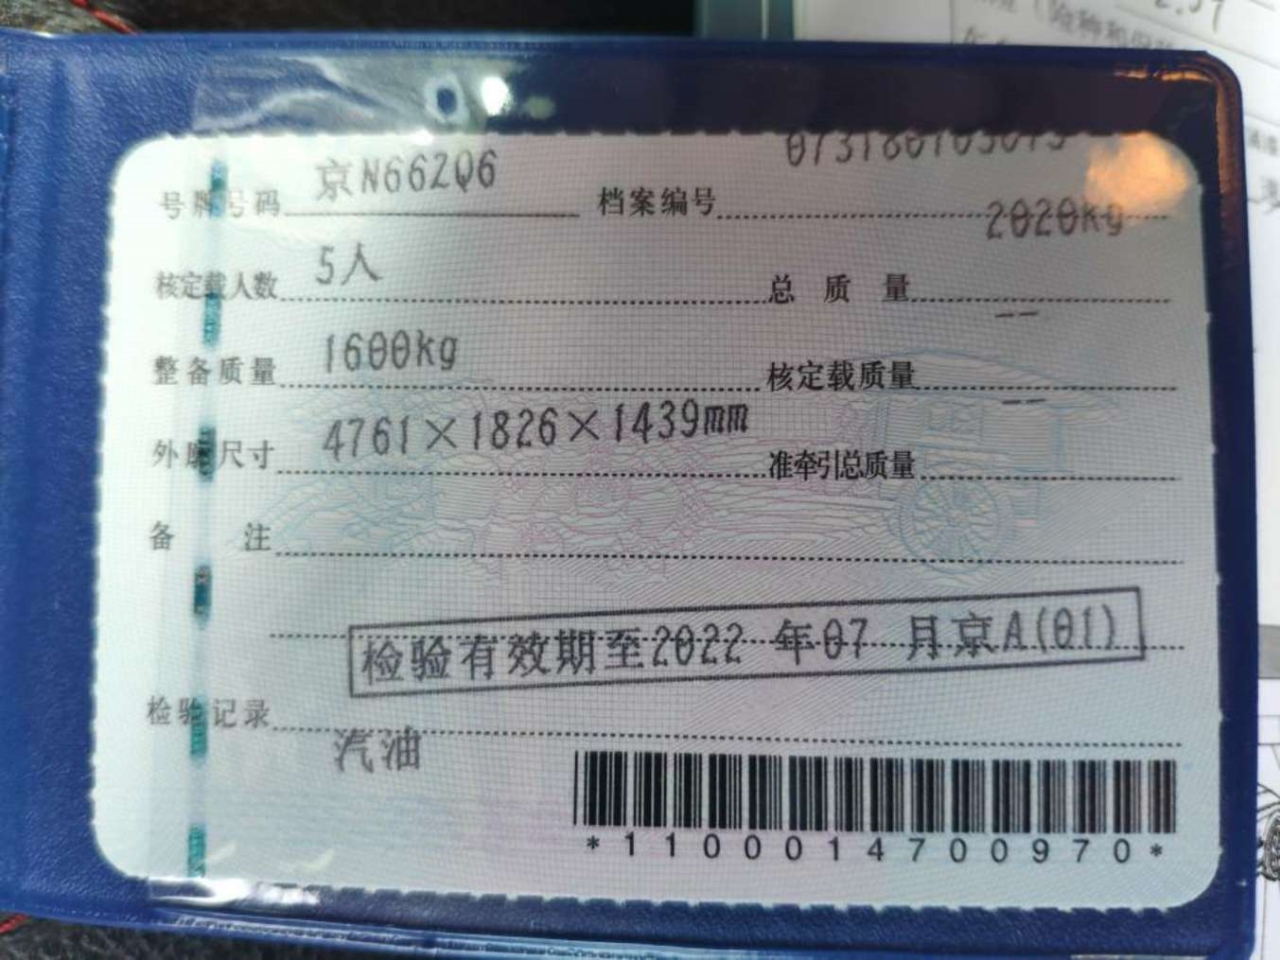 号牌号码 京N66ZQ6 档案编号
2020kg
核定载人数 5人 总质量
--
整备质量 1600kg 核定载质量
--
外廓尺寸 4761×1826×1439mm 准牵引总质量
备 注
检验有效期至2022 年07 月京A(01)
检验记录
汽油
*1100014700970*